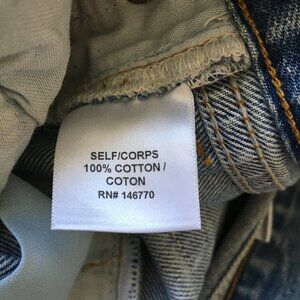 SELF/CORPS
100% COTTON /
COTON
RN# 146770